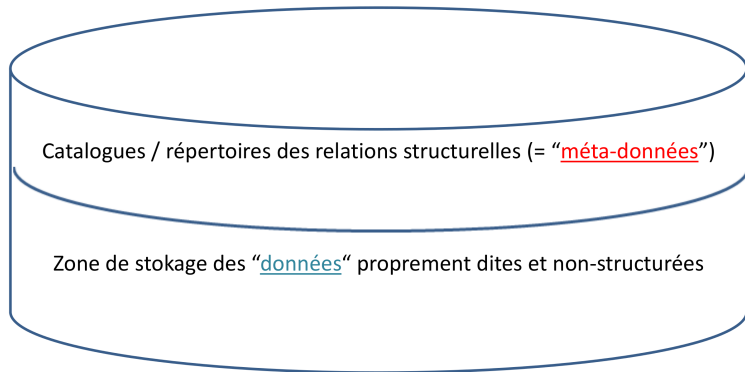 Catalogues / répertoires des relations structurelles (= “méta-données”)
Zone de stokage des “données“ proprement dites et non-structurées